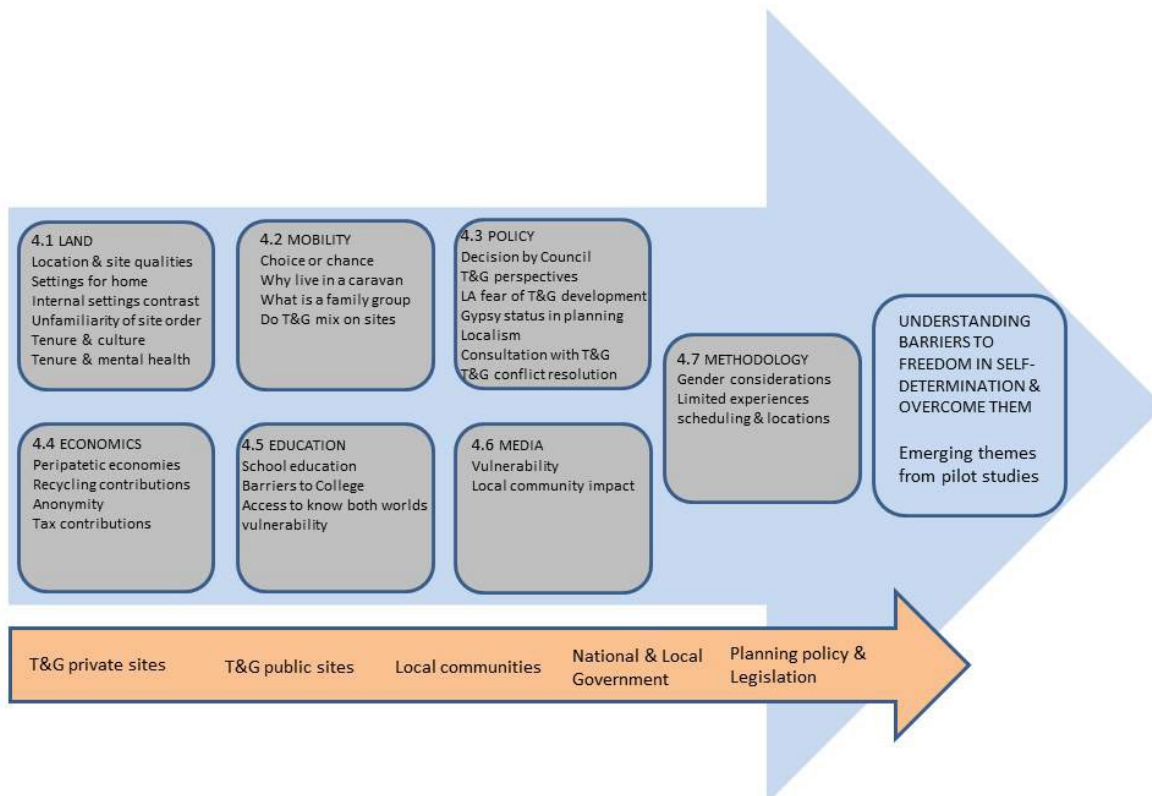 4.1 LAND
Location & site qualities
Settings for home
Internal settings contrast
Unfamiliarity of site order
Tenure & culture
Tenure & mental health
4.2 MOBILITY
Choice or chance
Why live in a caravan
What is a family group
Do T&G mix on sites
4.3 POLICY
Decision by Council
T&G perspectives
LA fear of T&G development
Gypsy status in planning
Localism
Consultation with T&G
T&G conflict resolution
4.4 ECONOMICS
Peripatetic economies
Recycling contributions
Anonymity
Tax contributions
4.5 EDUCATION
School education
Barriers to College
Access to know both worlds
vulnerability
4.6 MEDIA
Vulnerability
Local community impact
4.7 METHODOLOGY
Gender considerations
Limited experiences
scheduling & locations
UNDERSTANDING
BARRIERS TO
FREEDOM IN SELF-
DETERMINATION &
OVERCOME THEM
Emerging themes
from pilot studies
T&G private sites
T&G public sites
Local communities
National & Local
Government
Planning policy &
Legislation